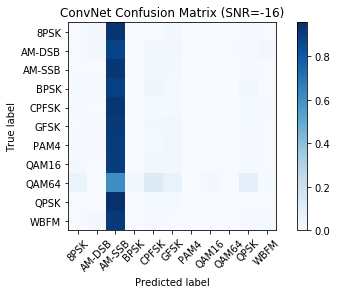 ConvNet Confusion Matrix (SNR=-16)
True label
8PSK
AM-DSB
AM-SSB
BPSK
CPFSK
GFSK
PAM4
QAM16
QAM64
QPSK
WBFM
8PSK
AM-DSB
AM-SSB
BPSK
CPFSK
GFSK
PAM4
QAM16
QAM64
QPSK
WBFM
Predicted label
0.8
0.6
0.4
0.2
0.0